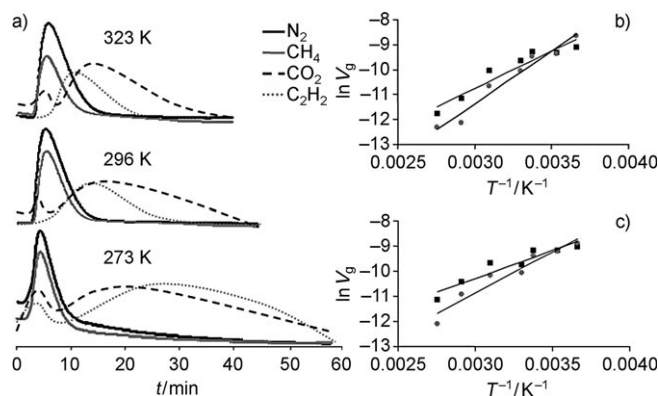 a)
323 K
N₂
CH₄
CO₂
C₂H₂
296 K
273 K
0 10 20 30 40 50 60
t/min
b)
ln V_g
−8
−9
−10
−11
−12
−13
0.0025 0.0030 0.0035 0.0040
T⁻¹/K⁻¹
c)
ln V_g
−8
−9
−10
−11
−12
−13
0.0025 0.0030 0.0035 0.0040
T⁻¹/K⁻¹